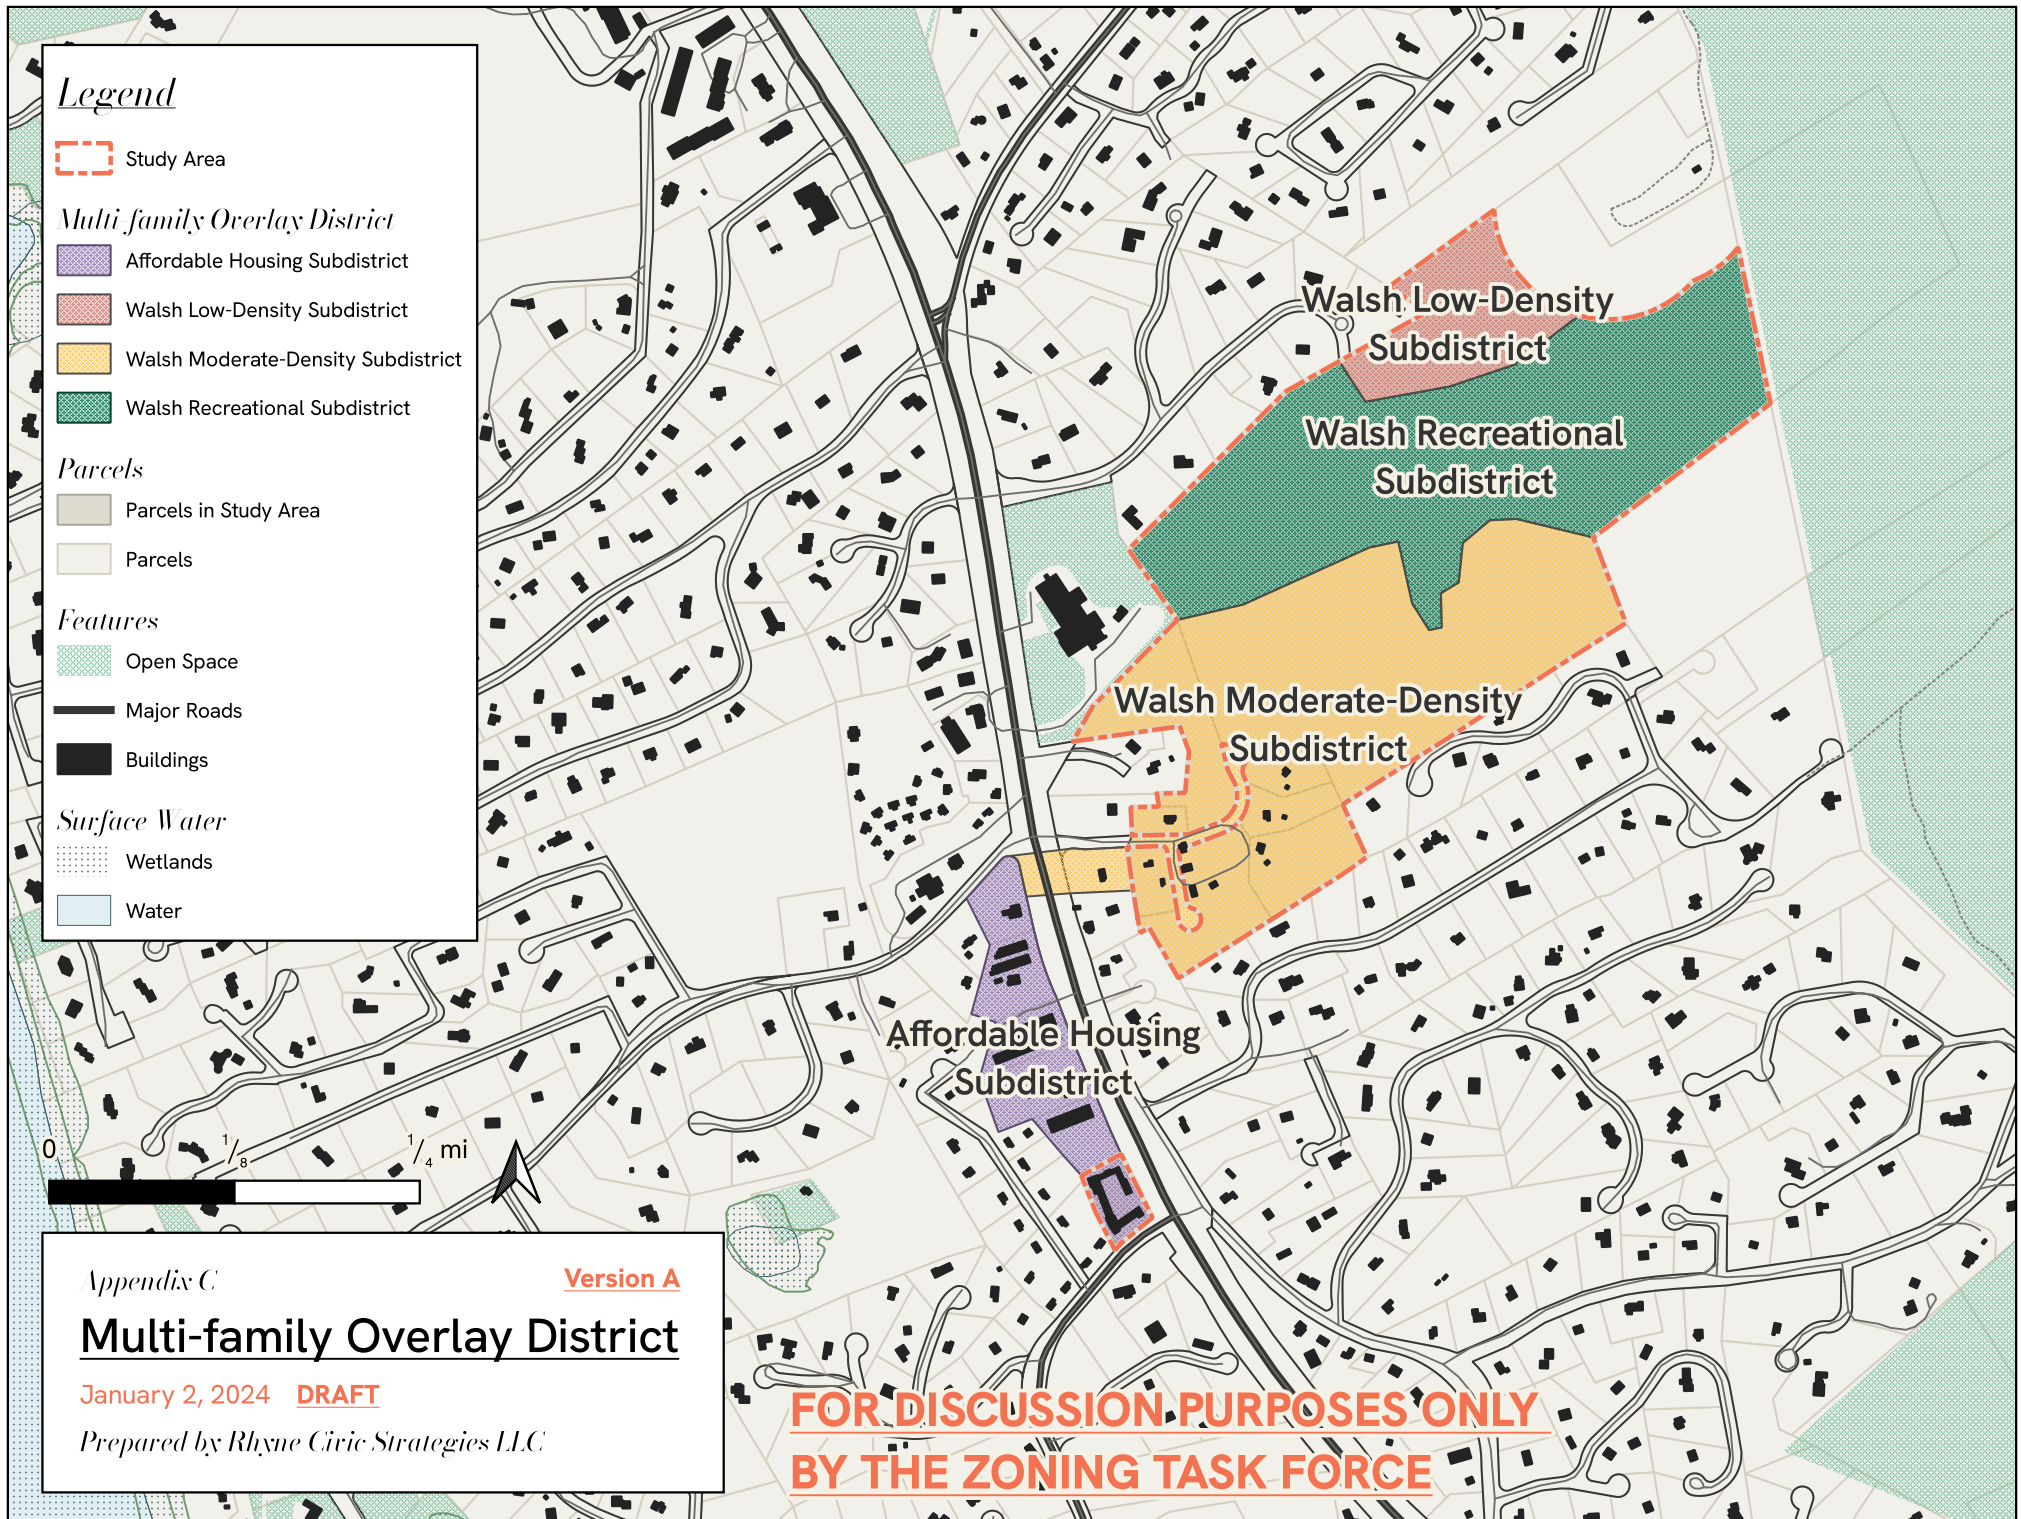 Legend
Study Area
Multi-family Overlay District
Affordable Housing Subdistrict
Walsh Low-Density Subdistrict
Walsh Moderate-Density Subdistrict
Walsh Recreational Subdistrict
Parcels
Parcels in Study Area
Parcels
Features
Open Space
Major Roads
Buildings
Surface Water
Wetlands
Water
Walsh Low-Density
Subdistrict
Walsh Recreational
Subdistrict
Walsh Moderate-Density
Subdistrict
Affordable Housing
Subdistrict
0 1/8 1/4 mi
Appendix C
Version A
Multi-family Overlay District
January 2, 2024 DRAFT
Prepared by Rhyne Civic Strategies LLC
FOR DISCUSSION PURPOSES ONLY
BY THE ZONING TASK FORCE